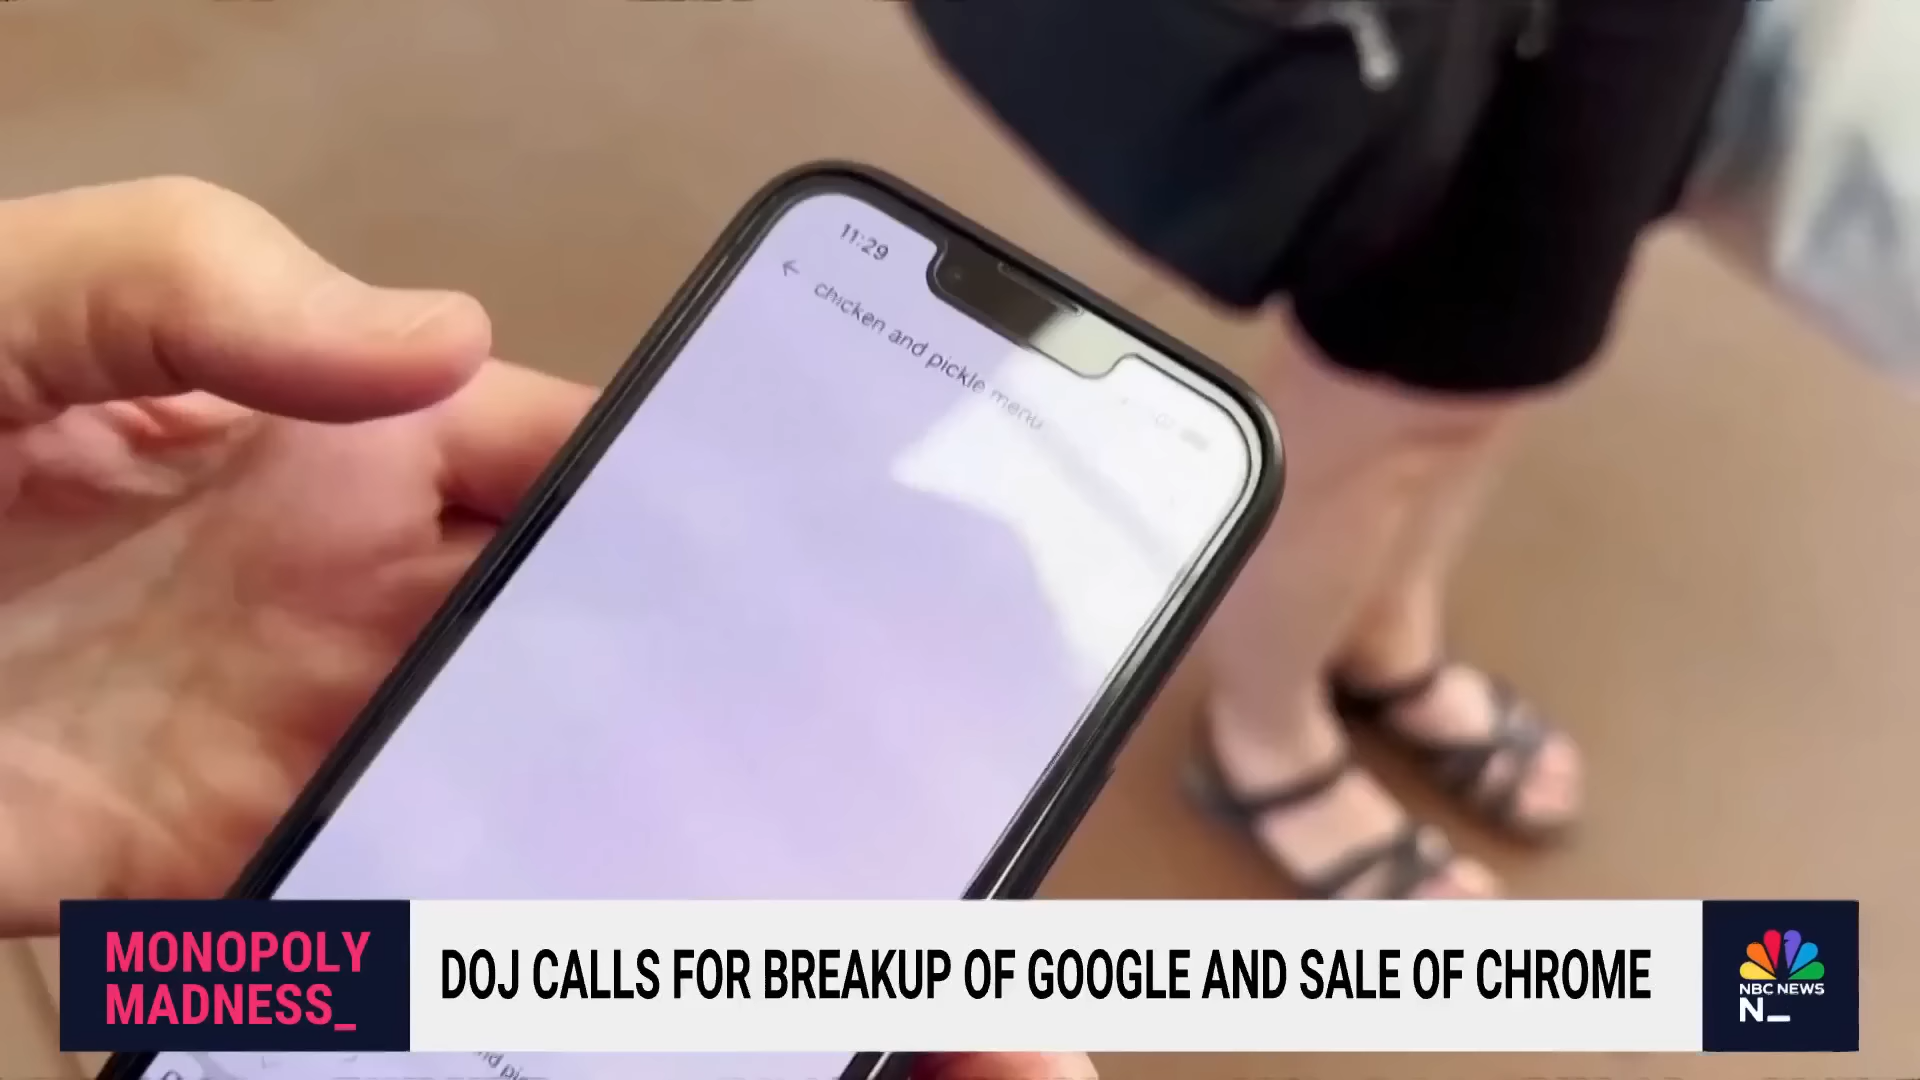 11:29
chicken and pickle menu
MONOPOLY
MADNESS_
DOJ CALLS FOR BREAKUP OF GOOGLE AND SALE OF CHROME
NBC NEWS
N_